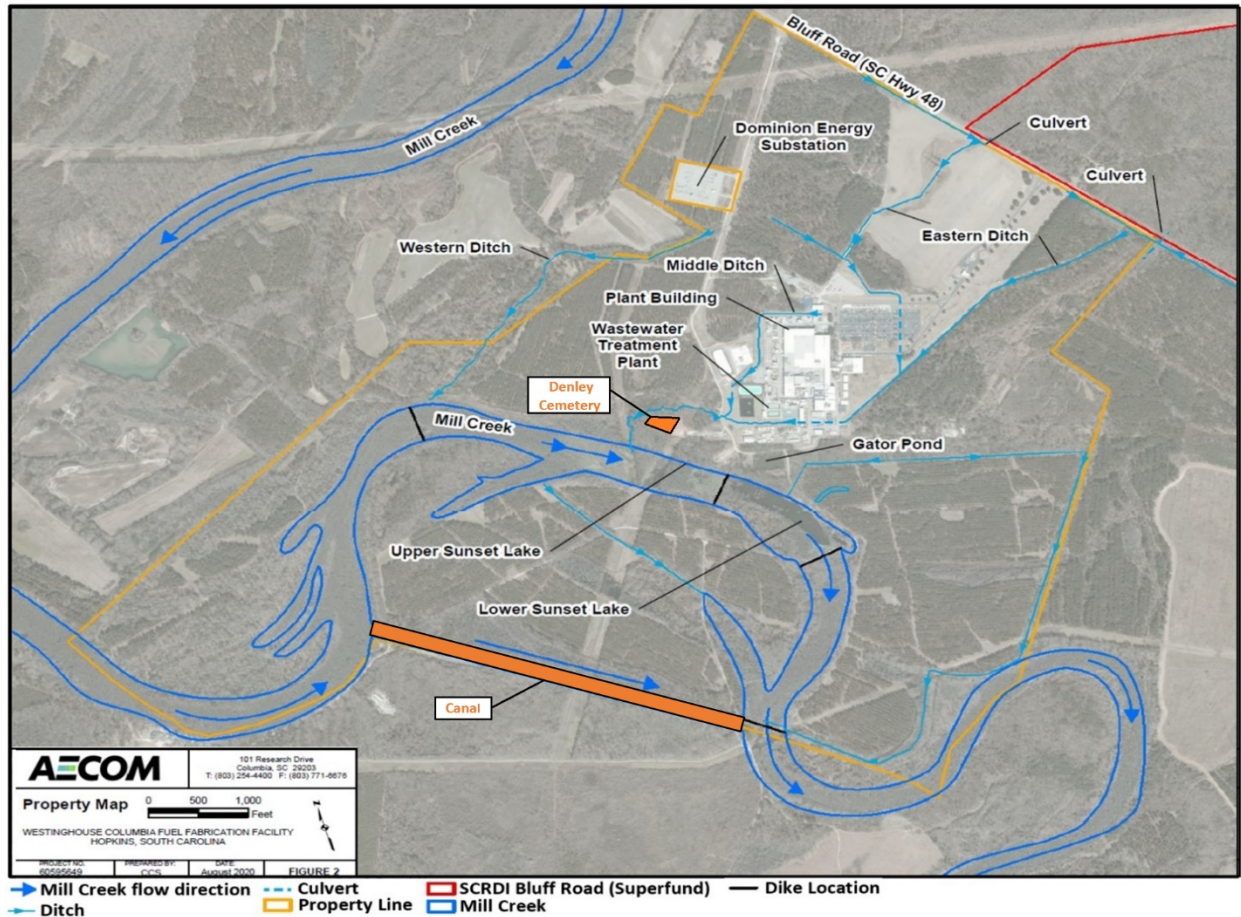 Bluff Road (SC Hwy 48)
Mill Creek
Dominion Energy
Substation
Culvert
Culvert
Western Ditch
Eastern Ditch
Middle Ditch
Plant Building
Wastewater
Treatment
Plant
Denley
Cemetery
Mill Creek
Gator Pond
Upper Sunset Lake
Lower Sunset Lake
Canal
AECOM
101 Research Drive
Columbia, SC 29203
T: (803) 254-4400 F: (803) 771-6676
Property Map
0 500 1,000
Feet
N
WESTINGHOUSE COLUMBIA FUEL FABRICATION FACILITY
HOPKINS, SOUTH CAROLINA
PROJECT NO. PREPARED BY: DATE:
60595649 CCS August 2020 FIGURE 2
Mill Creek flow direction Culvert SCRDI Bluff Road (Superfund) Dike Location
Ditch Property Line Mill Creek